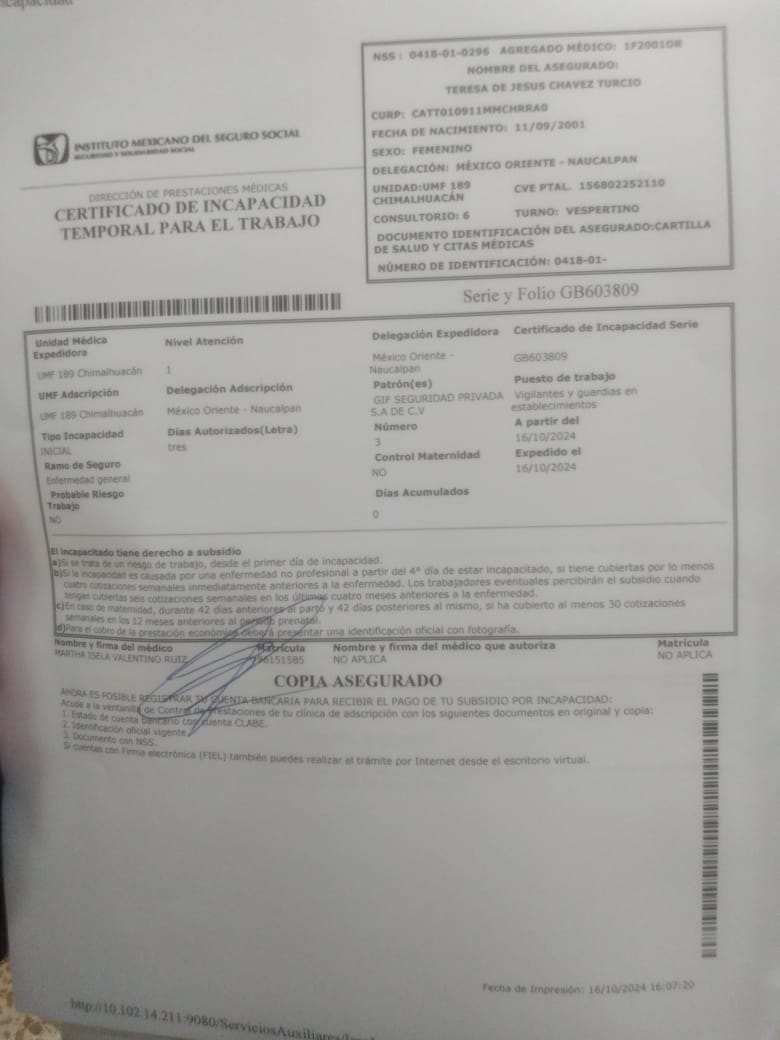 ncapacidad
NSS : 0418-01-0296 AGREGADO MÉDICO: 1F2001OR
NOMBRE DEL ASEGURADO:
TERESA DE JESUS CHAVEZ TURCIO
CURP: CATT010911MMCHRRA0
FECHA DE NACIMIENTO: 11/09/2001
SEXO: FEMENINO
DELEGACIÓN: MÉXICO ORIENTE - NAUCALPAN
UNIDAD:UMF 189 CVE PTAL. 156802252110
CHIMALHUACÁN
CONSULTORIO: 6 TURNO: VESPERTINO
DOCUMENTO IDENTIFICACIÓN DEL ASEGURADO:CARTILLA
DE SALUD Y CITAS MÉDICAS
NÚMERO DE IDENTIFICACIÓN: 0418-01-
INSTITUTO MEXICANO DEL SEGURO SOCIAL
SEGURIDAD Y SOLIDARIDAD SOCIAL
DIRECCIÓN DE PRESTACIONES MÉDICAS
CERTIFICADO DE INCAPACIDAD
TEMPORAL PARA EL TRABAJO
Serie y Folio GB603809
Unidad Médica Nivel Atención Delegación Expedidora Certificado de Incapacidad Serie
Expedidora
UMF 189 Chimalhuacán 1 México Oriente - GB603809
Naucalpan
UMF Adscripción Delegación Adscripción Patrón(es) Puesto de trabajo
UMF 189 Chimalhuacán México Oriente - Naucalpan GIF SEGURIDAD PRIVADA Vigilantes y guardias en
S.A DE C.V establecimientos
Tipo Incapacidad Días Autorizados(Letra) Número A partir del
INICIAL tres 3 16/10/2024
Ramo de Seguro Control Maternidad Expedido el
Enfermedad general NO 16/10/2024
Probable Riesgo Días Acumulados
Trabajo
NO 0
El incapacitado tiene derecho a subsidio
a)Si se trata de un riesgo de trabajo, desde el primer día de incapacidad.
b)Si la incapacidad es causada por una enfermedad no profesional a partir del 4° día de estar incapacitado, si tiene cubiertas por lo menos
cuatro cotizaciones semanales inmediatamente anteriores a la enfermedad. Los trabajadores eventuales percibirán el subsidio cuando
tengan cubiertas seis cotizaciones semanales en los últimos cuatro meses anteriores a la enfermedad.
c)En caso de maternidad, durante 42 días anteriores al parto y 42 días posteriores al mismo, si ha cubierto al menos 30 cotizaciones
semanales en los 12 meses anteriores al periodo prenatal.
d)Para el cobro de la prestación económica deberá presentar una identificación oficial con fotografía.
Nombre y firma del médico Matrícula Nombre y firma del médico que autoriza Matrícula
MARTHA ISELA VALENTINO RUIZ 96151585 NO APLICA NO APLICA
COPIA ASEGURADO
AHORA ES POSIBLE REGISTRAR TU CUENTA BANCARIA PARA RECIBIR EL PAGO DE TU SUBSIDIO POR INCAPACIDAD:
Acude a la ventanilla de Control de Prestaciones de tu clínica de adscripción con los siguientes documentos en original y copia:
1. Estado de cuenta bancario con cuenta CLABE.
2. Identificación oficial vigente.
3. Documento con NSS.
Si cuentas con Firma electrónica (FIEL) también puedes realizar el trámite por Internet desde el escritorio virtual.
Fecha de Impresión: 16/10/2024 16:07:20
http://10.102.14.211:9080/ServiciosAuxiliares/